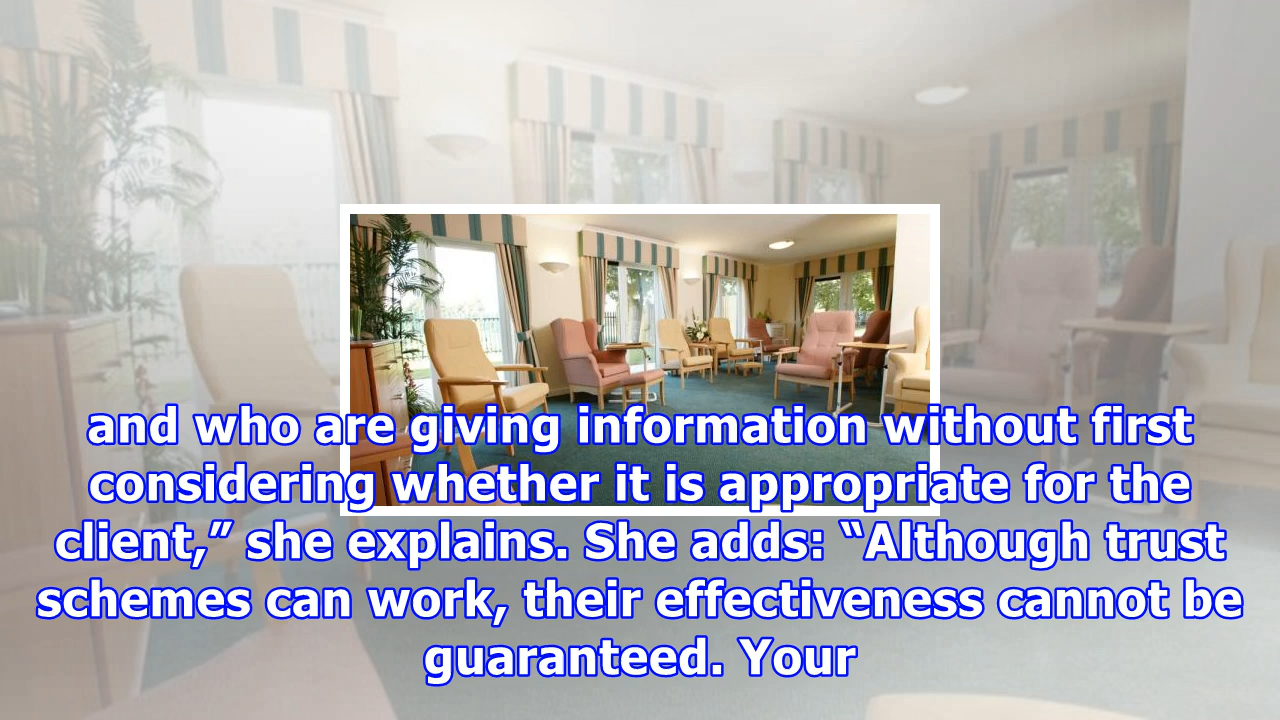 and who are giving information without first
considering whether it is appropriate for the
client,” she explains. She adds: “Although trust
schemes can work, their effectiveness cannot be
guaranteed. Your